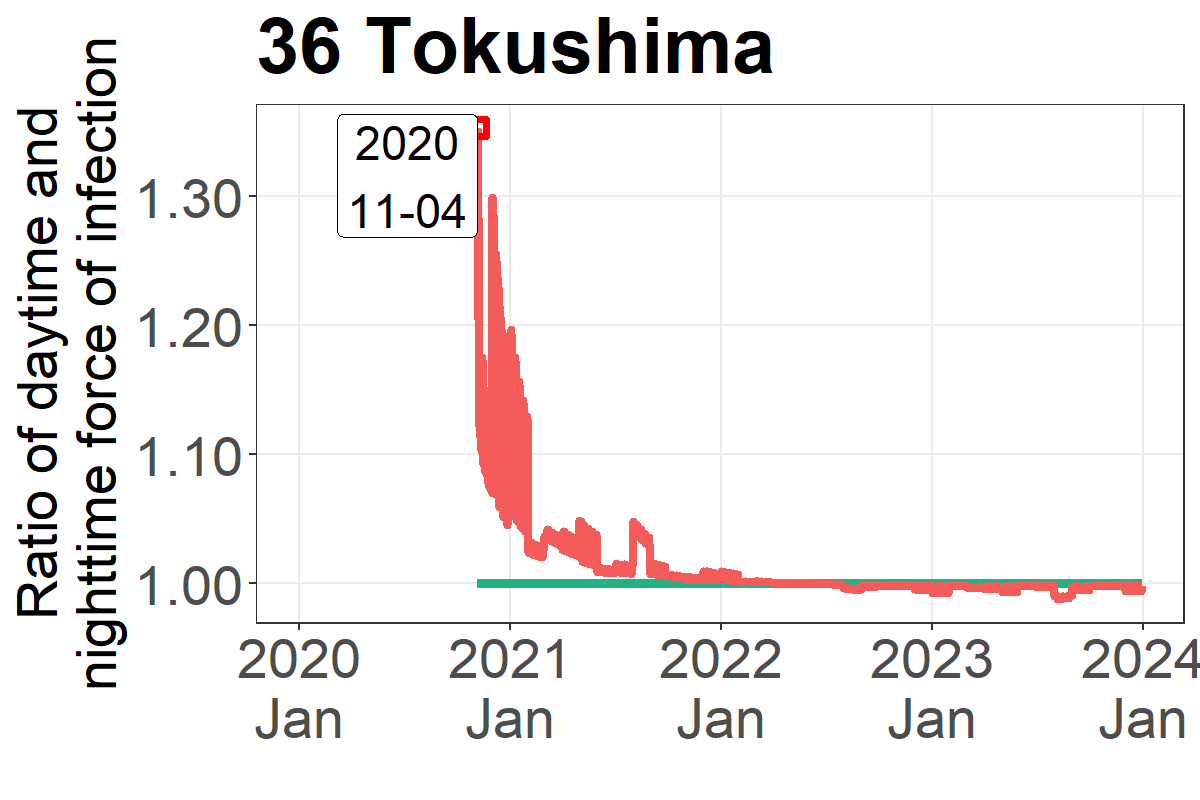 36 Tokushima
Ratio of daytime and
nighttime force of infection
1.30
1.20
1.10
1.00
2020
11-04
2020 2021 2022 2023 2024
Jan Jan Jan Jan Jan